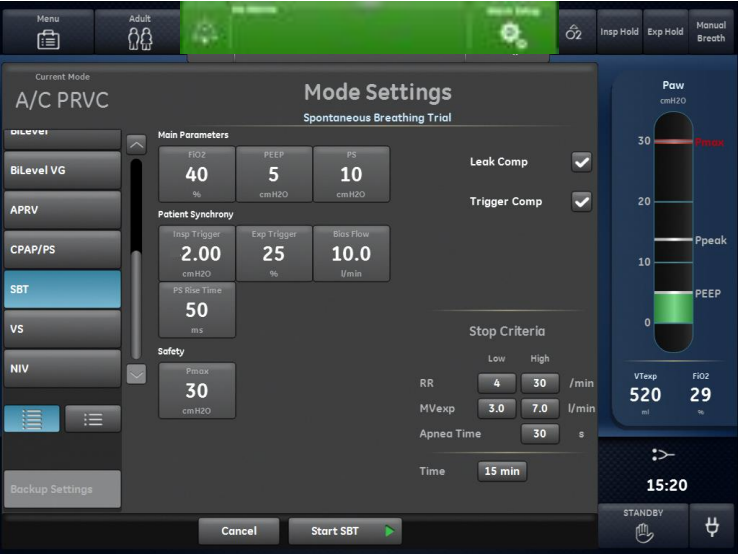 Menu
Adult
O2
Insp Hold
Exp Hold
Manual
Breath
Current Mode
A/C PRVC
Mode Settings
Spontaneous Breathing Trial
BiLevel
BiLevel VG
APRV
CPAP/PS
SBT
VS
NIV
Backup Settings
Main Parameters
FiO2 PEEP PS
40 5 10
% cmH2O cmH2O
Patient Synchrony
Insp Trigger Exp Trigger Bias Flow
2.00 25 10.0
cmH2O % l/min
PS Rise Time
50
ms
Safety
Pmax
30
cmH2O
Leak Comp
Trigger Comp
Stop Criteria
Low High
RR 4 30 /min
MVexp 3.0 7.0 l/min
Apnea Time 30 s
Time 15 min
Cancel
Start SBT
Paw
cmH2O
30 Pmax
20
Ppeak
10
PEEP
0
VTexp FiO2
520 29
ml %
15:20
STANDBY